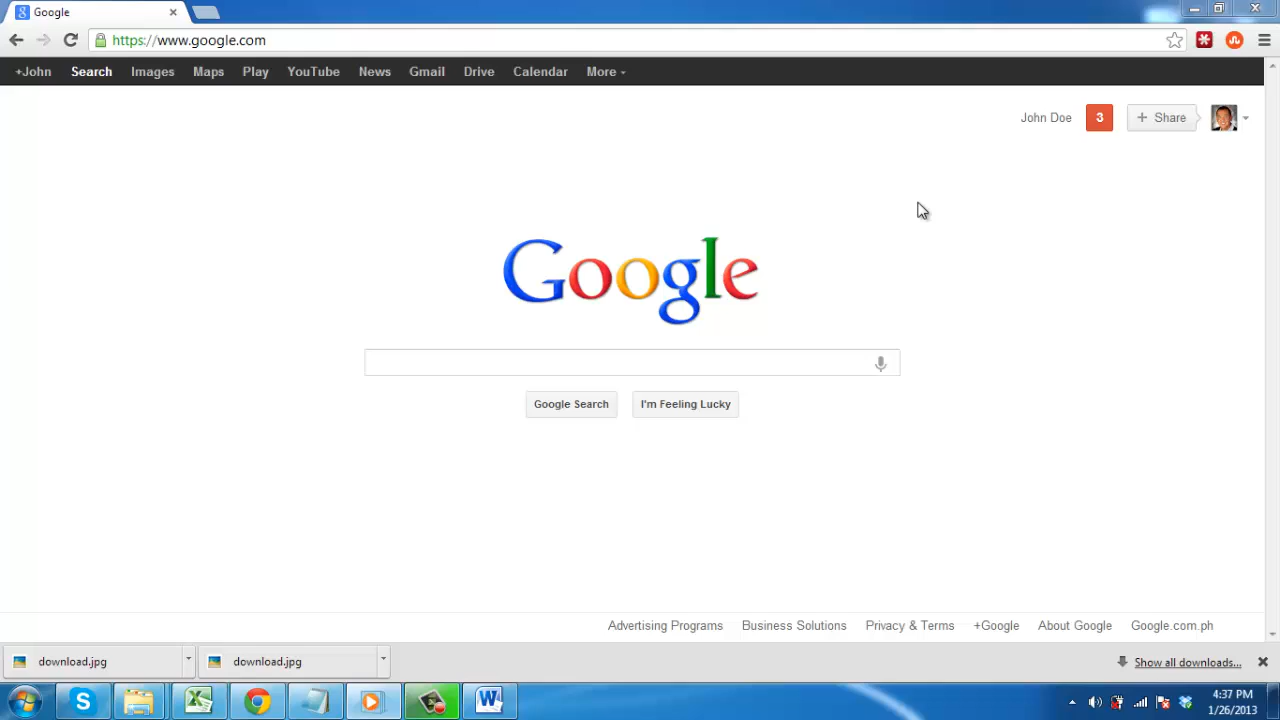 Google
https://www.google.com
+John Search Images Maps Play YouTube News Gmail Drive Calendar More
John Doe 3 + Share
Google
Google Search I'm Feeling Lucky
Advertising Programs Business Solutions Privacy & Terms +Google About Google Google.com.ph
download.jpg download.jpg Show all downloads...
4:37 PM
1/26/2013